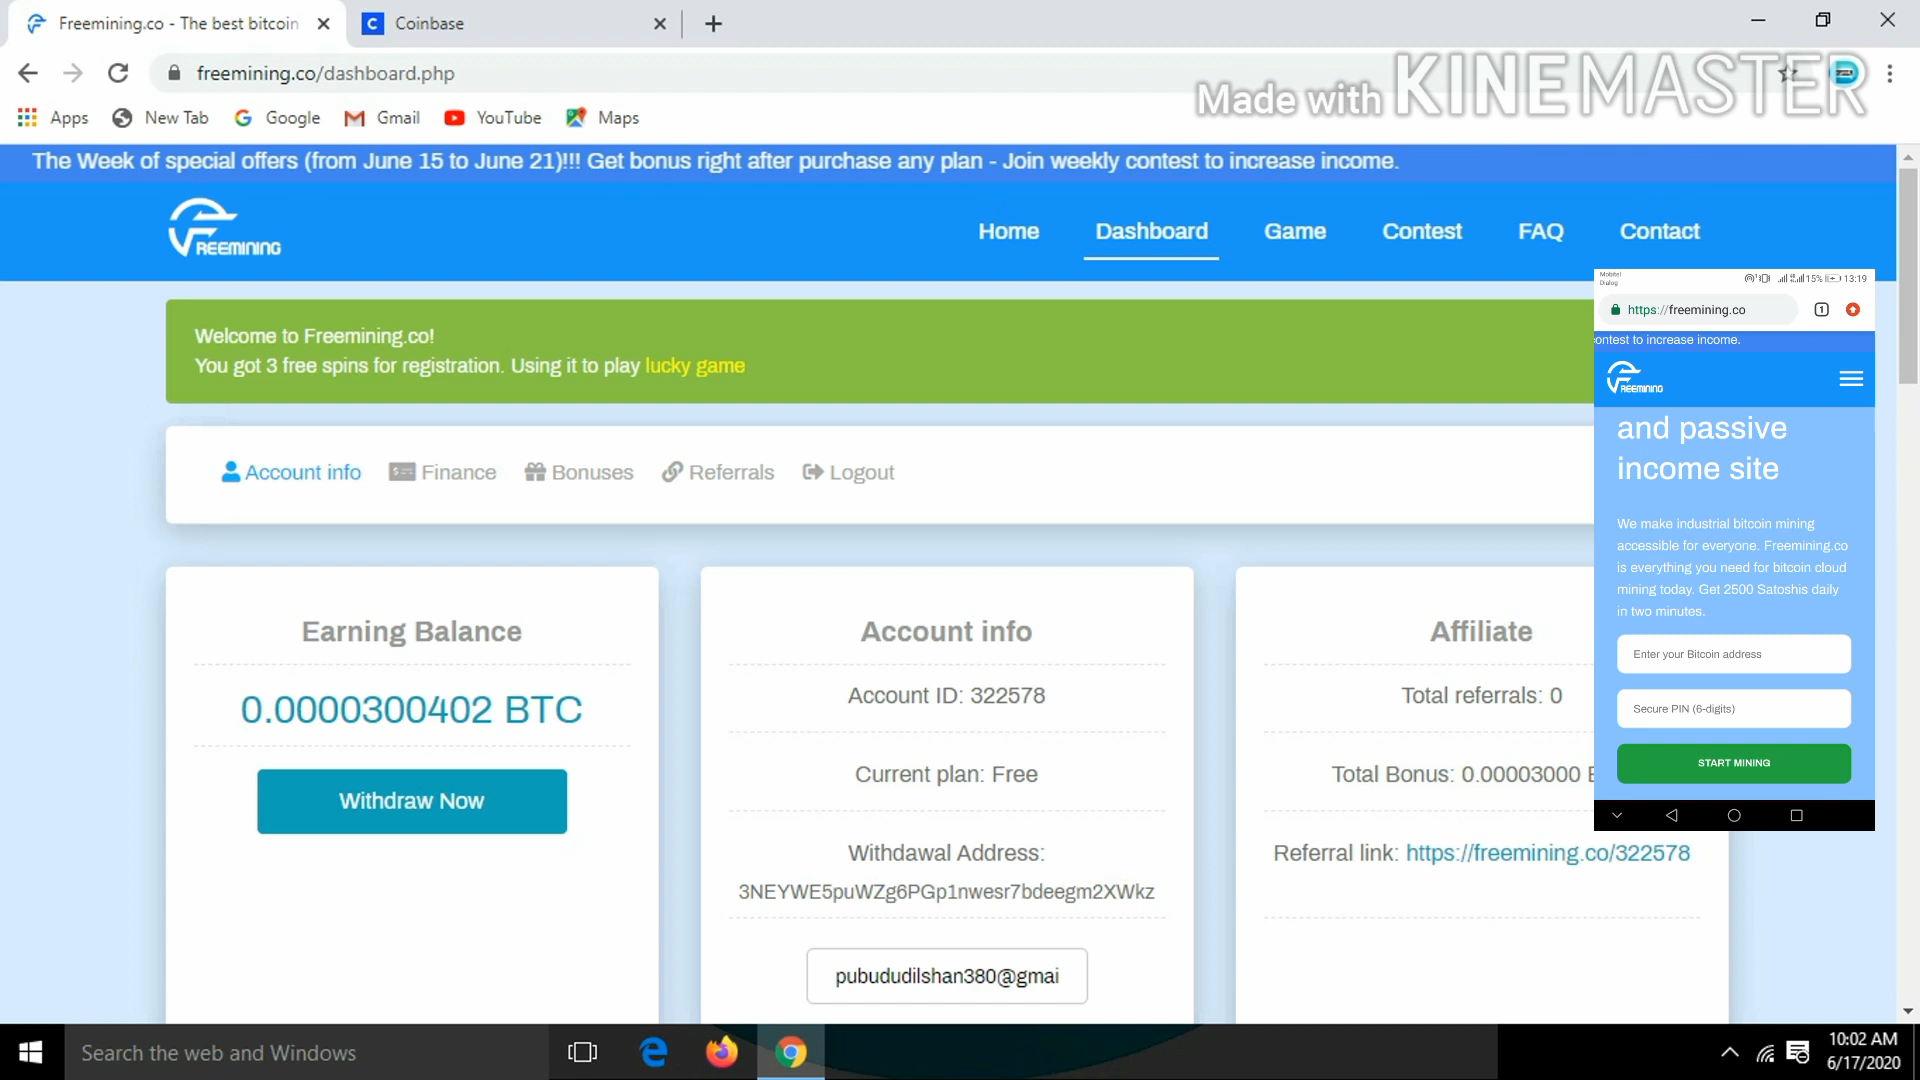 Freemining.co - The best bitcoin
Coinbase
freemining.co/dashboard.php
Made with KINEMASTER
Apps
New Tab
Google
Gmail
YouTube
Maps
The Week of special offers (from June 15 to June 21)!!! Get bonus right after purchase any plan - Join weekly contest to increase income.
FREEMINING
Home
Dashboard
Game
Contest
FAQ
Contact
Welcome to Freemining.co!
You got 3 free spins for registration. Using it to play lucky game
Account info
Finance
Bonuses
Referrals
Logout
Earning Balance
0.0000300402 BTC
Withdraw Now
Account info
Account ID: 322578
Current plan: Free
Withdawal Address:
3NEYWE5puWZg6PGp1nwesr7bdeegm2XWkz
pubududilshan380@gmai
Affiliate
Total referrals: 0
Total Bonus: 0.00003000
Referral link: https://freemining.co/322578
Mobitel
Dialog
15%
13:19
https://freemining.co
1
ontest to increase income.
FREEMINING
and passive
income site
We make industrial bitcoin mining
accessible for everyone. Freemining.co
is everything you need for bitcoin cloud
mining today. Get 2500 Satoshis daily
in two minutes.
Enter your Bitcoin address
Secure PIN (6-digits)
START MINING
Search the web and Windows
10:02 AM
6/17/2020